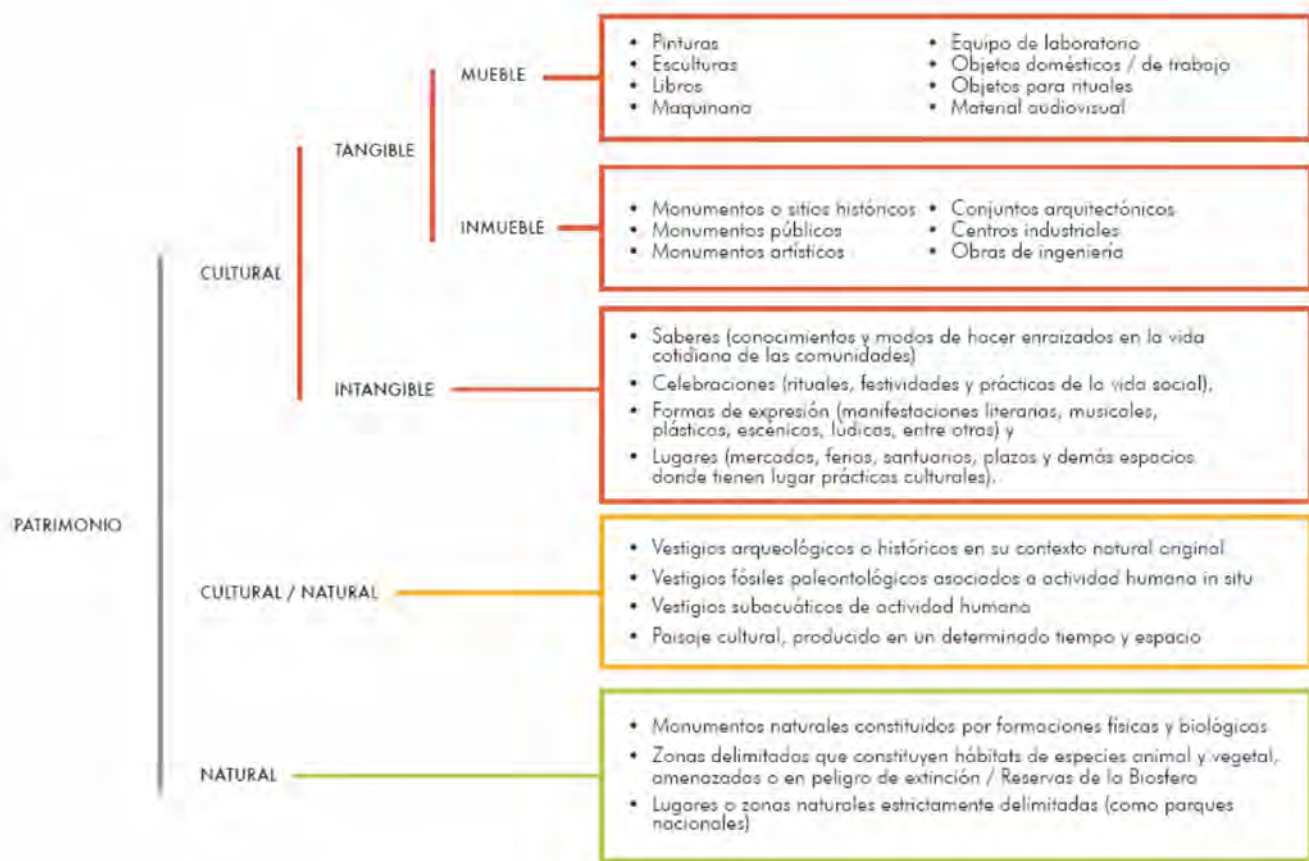 PATRIMONIO
CULTURAL
TANGIBLE
MUEBLE
• Pinturas
• Esculturas
• Libros
• Maquinaria
• Equipo de laboratorio
• Objetos domésticos / de trabajo
• Objetos para rituales
• Material audiovisual
INMUEBLE
• Monumentos o sitios históricos
• Monumentos públicos
• Monumentos artísticos
• Conjuntos arquitectónicos
• Centros industriales
• Obras de ingeniería
INTANGIBLE
• Saberes (conocimientos y modos de hacer enraizados en la vida
cotidiana de las comunidades)
• Celebraciones (rituales, festividades y prácticas de la vida social),
• Formas de expresión (manifestaciones literarias, musicales,
plásticas, escénicas, lúdicas, entre otras) y
• Lugares (mercados, ferias, santuarios, plazas y demás espacios
donde tienen lugar prácticas culturales).
CULTURAL / NATURAL
• Vestigios arqueológicos o históricos en su contexto natural original
• Vestigios fósiles paleontológicos asociados a actividad humana in situ
• Vestigios subacuáticos de actividad humana
• Paisaje cultural, producido en un determinado tiempo y espacio
NATURAL
• Monumentos naturales constituidos por formaciones físicas y biológicas
• Zonas delimitadas que constituyen hábitats de especies animal y vegetal,
amenazadas o en peligro de extinción / Reservas de la Biosfera
• Lugares o zonas naturales estrictamente delimitadas (como parques
nacionales)